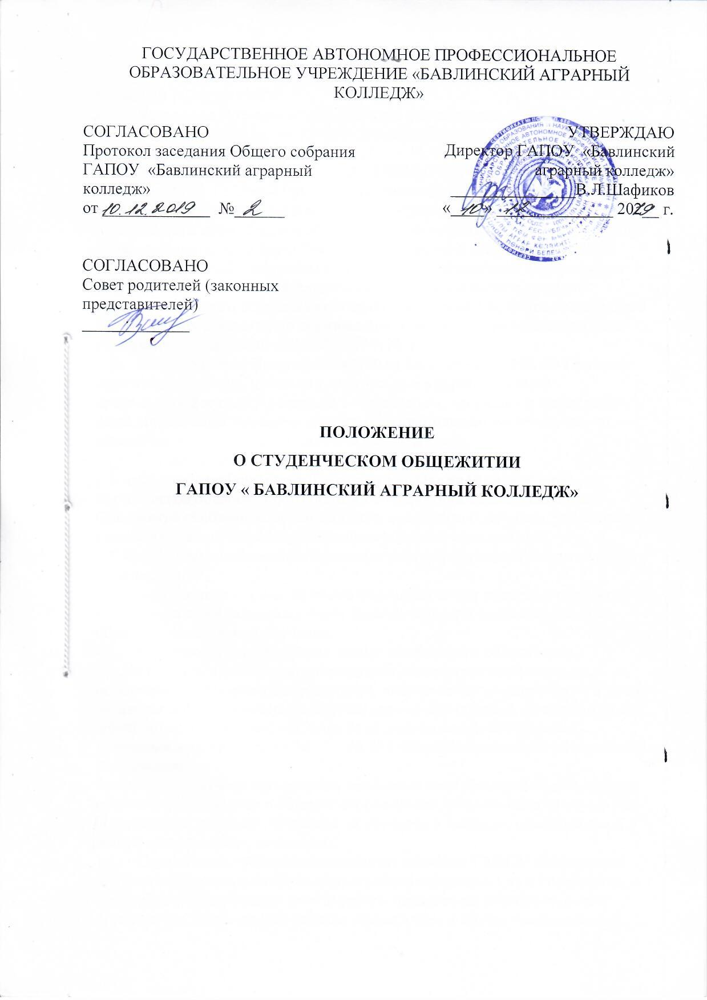 ГОСУДАРСТВЕННОЕ АВТОНОМНОЕ ПРОФЕССИОНАЛЬНОЕ
ОБРАЗОВАТЕЛЬНОЕ УЧРЕЖДЕНИЕ «БАВЛИНСКИЙ АГРАРНЫЙ
КОЛЛЕДЖ»
СОГЛАСОВАНО
Протокол заседания Общего собрания
ГАПОУ «Бавлинский аграрный
колледж»
от 10.12.2019 № 2
УТВЕРЖДАЮ
Директор ГАПОУ «Бавлинский
аграрный колледж»
В.Л.Шафиков
«10» 12 2019 г.
СОГЛАСОВАНО
Совет родителей (законных
представителей)
ПОЛОЖЕНИЕ
О СТУДЕНЧЕСКОМ ОБЩЕЖИТИИ
ГАПОУ « БАВЛИНСКИЙ АГРАРНЫЙ КОЛЛЕДЖ»